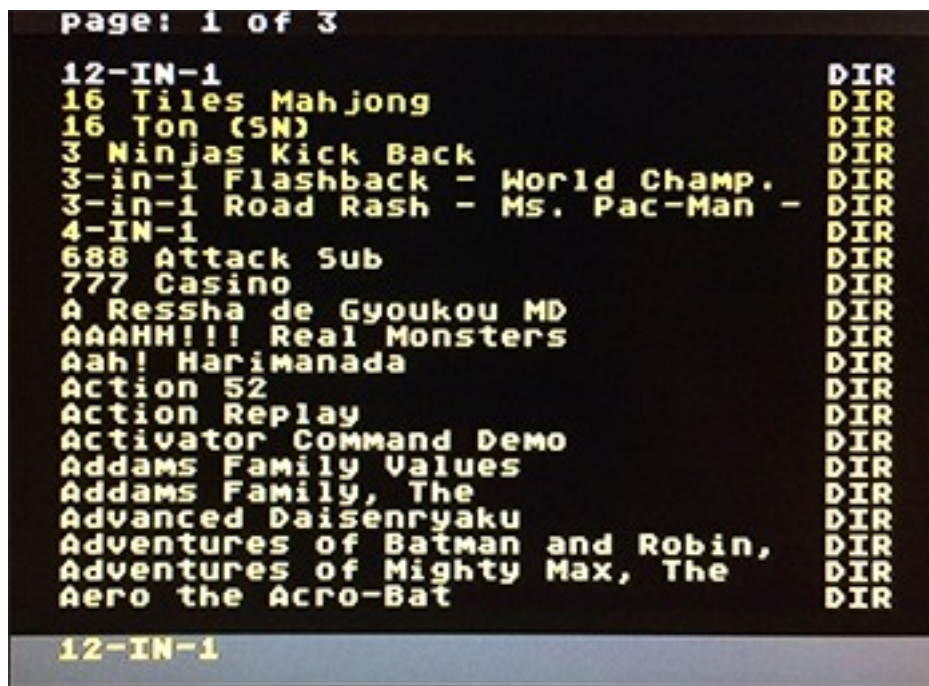 page: 1 of 3
12-IN-1 DIR
16 Tiles Mahjong DIR
16 Ton (SN) DIR
3 Ninjas Kick Back DIR
3-in-1 Flashback - World Champ. DIR
3-in-1 Road Rash - Ms. Pac-Man - DIR
4-IN-1 DIR
688 Attack Sub DIR
777 Casino DIR
A Ressha de Gyoukou MD DIR
AAAHH!!! Real Monsters DIR
Aah! Harimanada DIR
Action 52 DIR
Action Replay DIR
Activator Command Demo DIR
Addams Family Values DIR
Addams Family, The DIR
Advanced Daisenryaku DIR
Adventures of Batman and Robin, DIR
Adventures of Mighty Max, The DIR
Aero the Acro-Bat DIR
12-IN-1